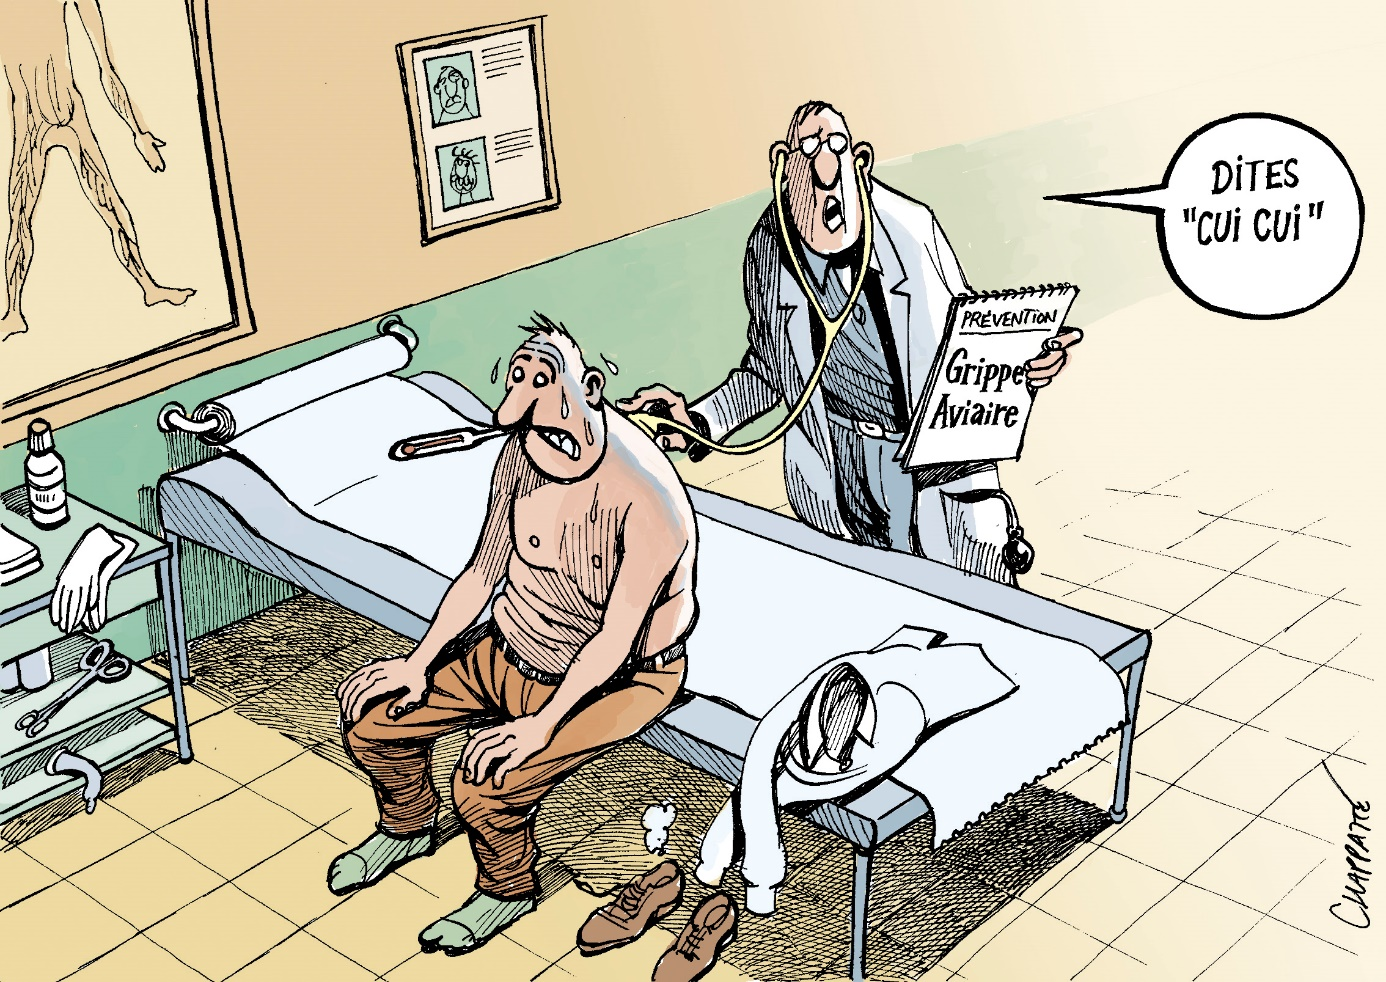 DiTES
"CUi CUi"
PRÉVENTION
Grippe
Aviaire
CHAPPATTE